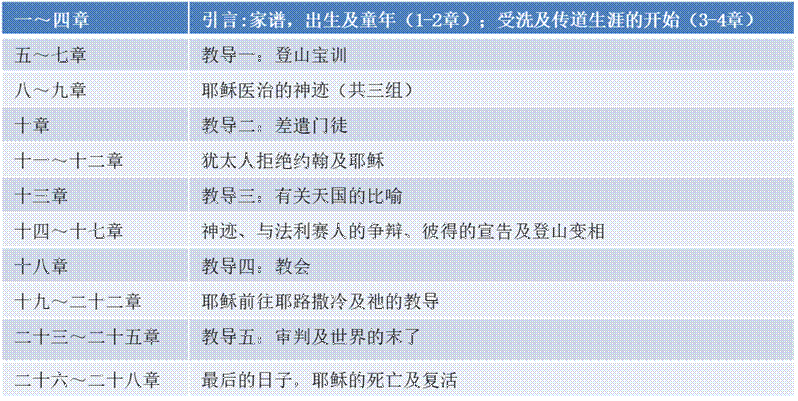 一～四章 引言:家谱，出生及童年（1-2章）；受洗及传道生涯的开始（3-4章）
五～七章 教导一：登山宝训
八～九章 耶稣医治的神迹（共三组）
十章 教导二：差遣门徒
十一～十二章 犹太人拒绝约翰及耶稣
十三章 教导三：有关天国的比喻
十四～十七章 神迹、与法利赛人的争辩、彼得的宣告及登山变相
十八章 教导四：教会
十九～二十二章 耶稣前往耶路撒冷及祂的教导
二十三～二十五章 教导五：审判及世界的末了
二十六～二十八章 最后的日子，耶稣的死亡及复活